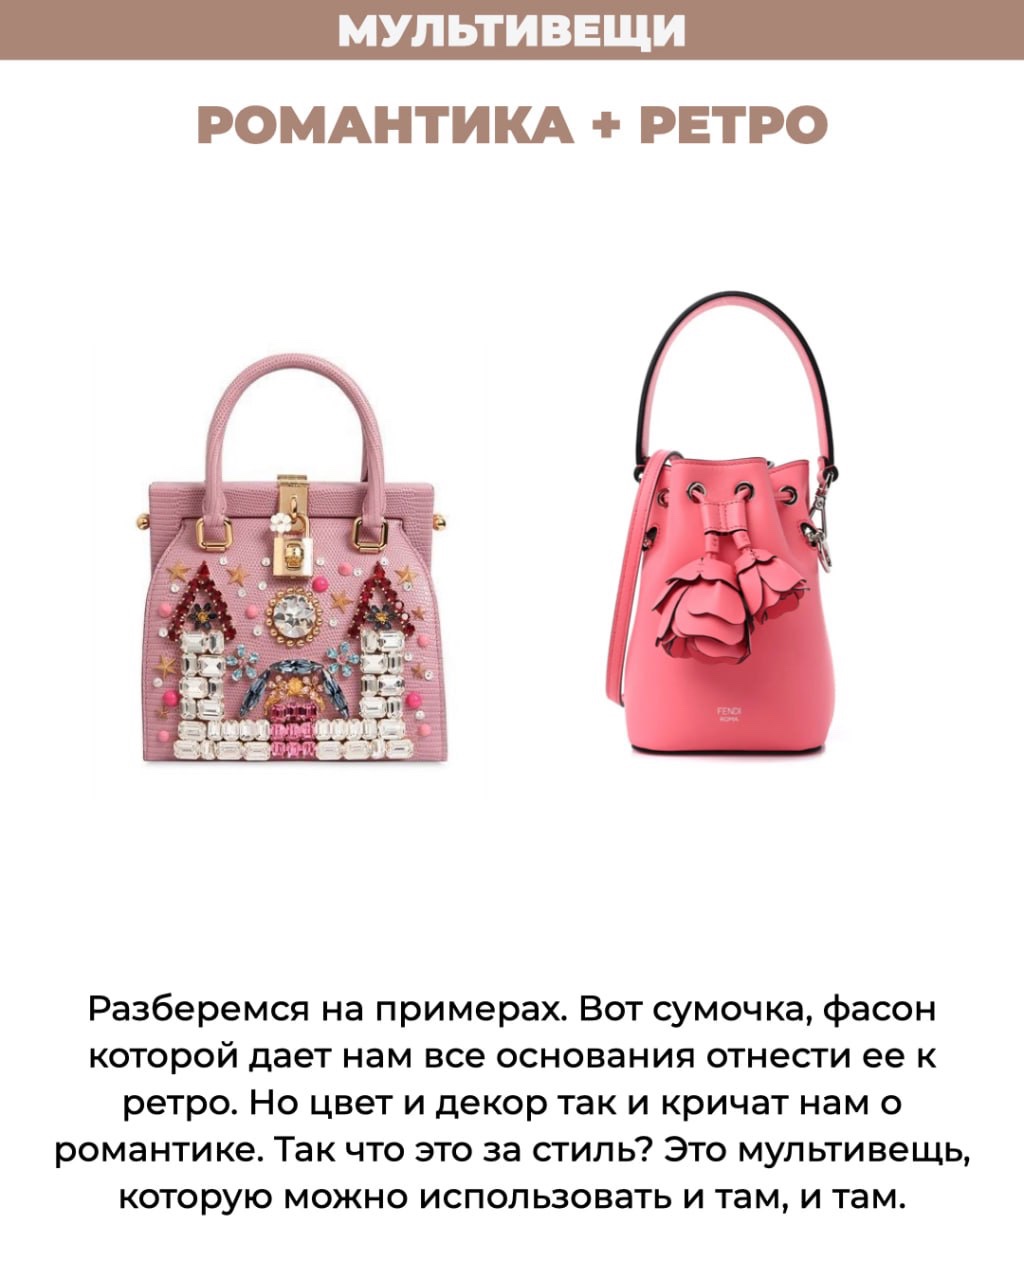 МУЛЬТИВЕЩИ
РОМАНТИКА + РЕТРО
FENDI
ROMA
Разберемся на примерах. Вот сумочка, фасон
которой дает нам все основания отнести ее к
ретро. Но цвет и декор так и кричат нам о
романтике. Так что это за стиль? Это мультивещь,
которую можно использовать и там, и там.